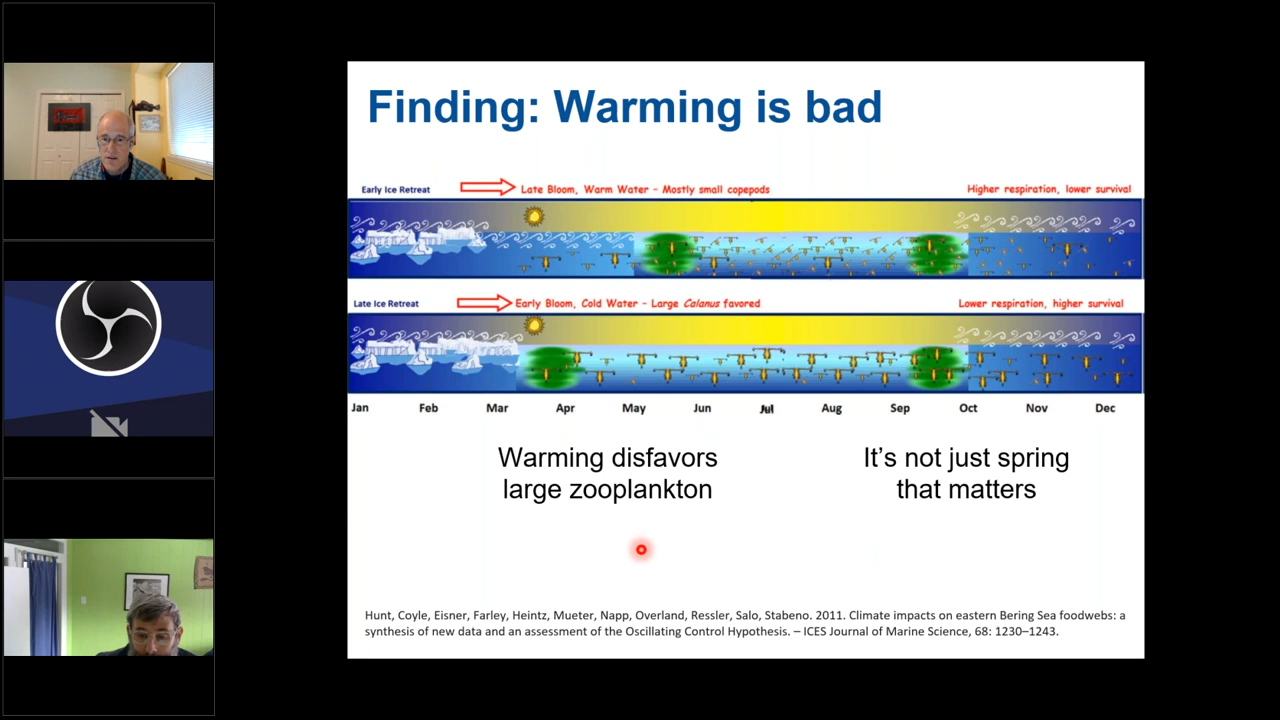 Finding: Warming is bad
Early Ice Retreat
Late Bloom, Warm Water – Mostly small copepods
Higher respiration, lower survival
Late Ice Retreat
Early Bloom, Cold Water – Large Calanus favored
Lower respiration, higher survival
Jan Feb Mar Apr May Jun Jul Aug Sep Oct Nov Dec
Warming disfavors
large zooplankton
It’s not just spring
that matters
Hunt, Coyle, Eisner, Farley, Heintz, Mueter, Napp, Overland, Ressler, Salo, Stabeno. 2011. Climate impacts on eastern Bering Sea foodwebs: a
synthesis of new data and an assessment of the Oscillating Control Hypothesis. – ICES Journal of Marine Science, 68: 1230–1243.